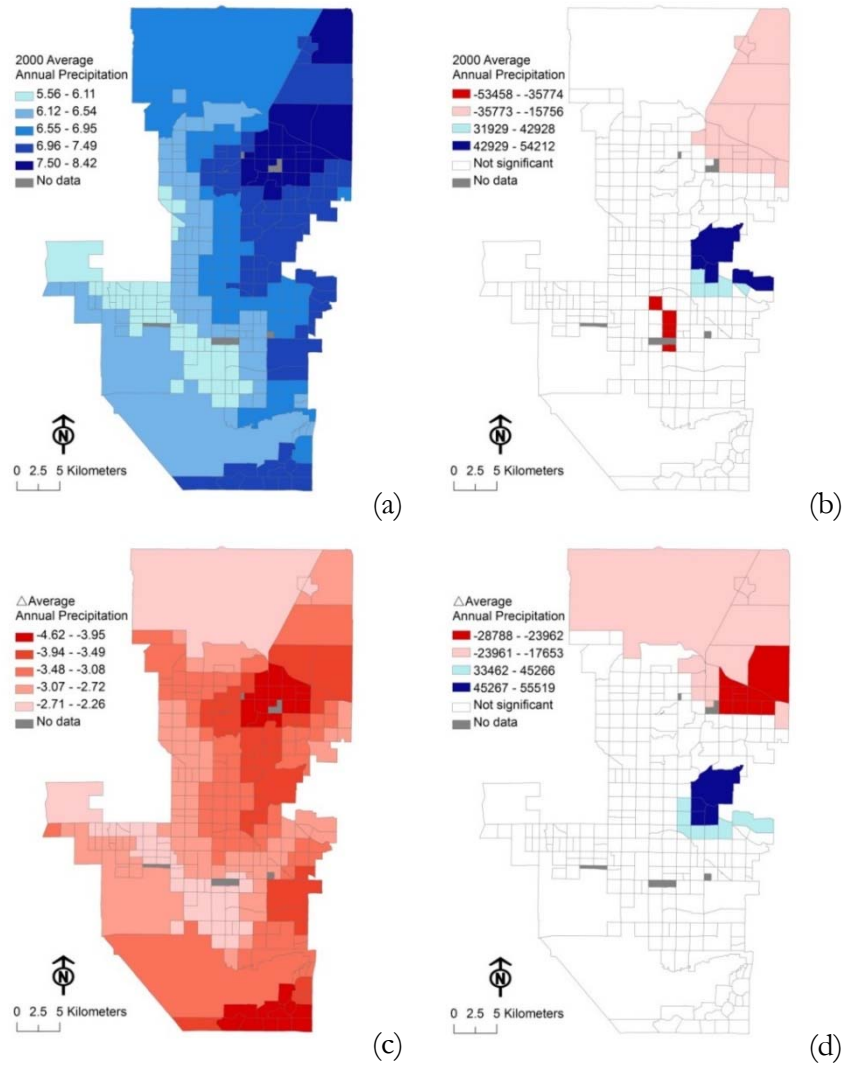 2000 Average
Annual Precipitation
5.56 - 6.11
6.12 - 6.54
6.55 - 6.95
6.96 - 7.49
7.50 - 8.42
No data
N
0 2.5 5 Kilometers
(a)
2000 Average
Annual Precipitation
-53458 - -35774
-35773 - -15756
31929 - 42928
42929 - 54212
Not significant
No data
N
0 2.5 5 Kilometers
(b)
△Average
Annual Precipitation
-4.62 - -3.95
-3.94 - -3.49
-3.48 - -3.08
-3.07 - -2.72
-2.71 - -2.26
No data
N
0 2.5 5 Kilometers
(c)
△Average
Annual Precipitation
-28788 - -23962
-23961 - -17653
33462 - 45266
45267 - 55519
Not significant
No data
N
0 2.5 5 Kilometers
(d)